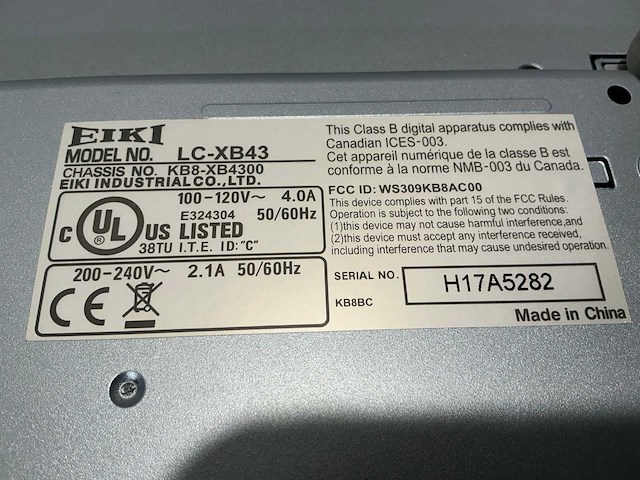 EIKI
MODEL NO. LC-XB43
CHASSIS NO. KB8-XB4300
EIKI INDUSTRIAL CO., LTD.
100-120V~ 4.0A
E324304 50/60Hz
C UL US LISTED
®
38TU I.T.E. ID:"C"
200-240V~ 2.1A 50/60Hz
CE
This Class B digital apparatus complies with
Canadian ICES-003.
Cet appareil numérique de la classe B est
conforme à la norme NMB-003 du Canada.
FCC ID: WS309KB8AC00
This device complies with part 15 of the FCC Rules.
Operation is subject to the following two conditions:
(1)this device may not cause harmful interference,and
(2)this device must accept any interference received,
including interference that may cause undesired operation.
SERIAL NO. H17A5282
KB8BC
Made in China